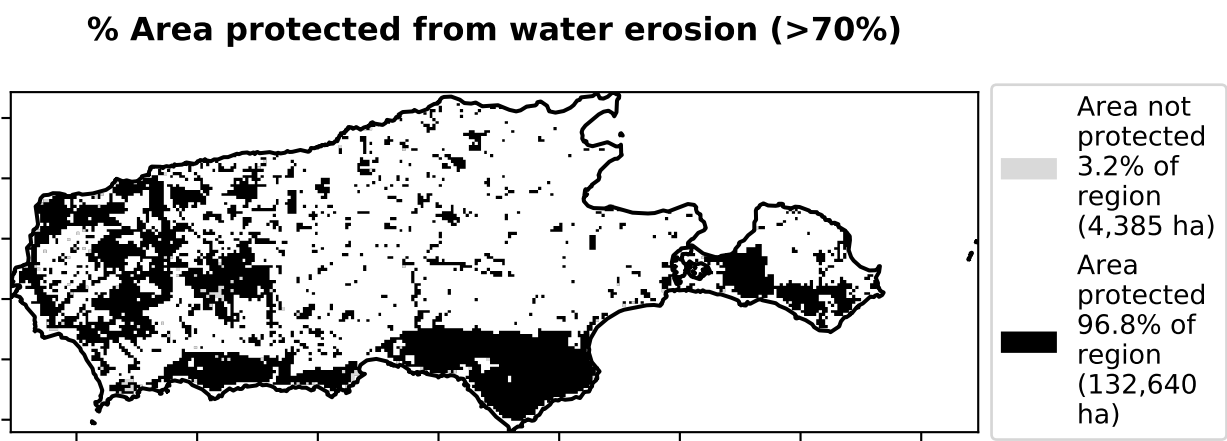 % Area protected from water erosion (>70%)
Area not
protected
3.2% of
region
(4,385 ha)
Area
protected
96.8% of
region
(132,640
ha)